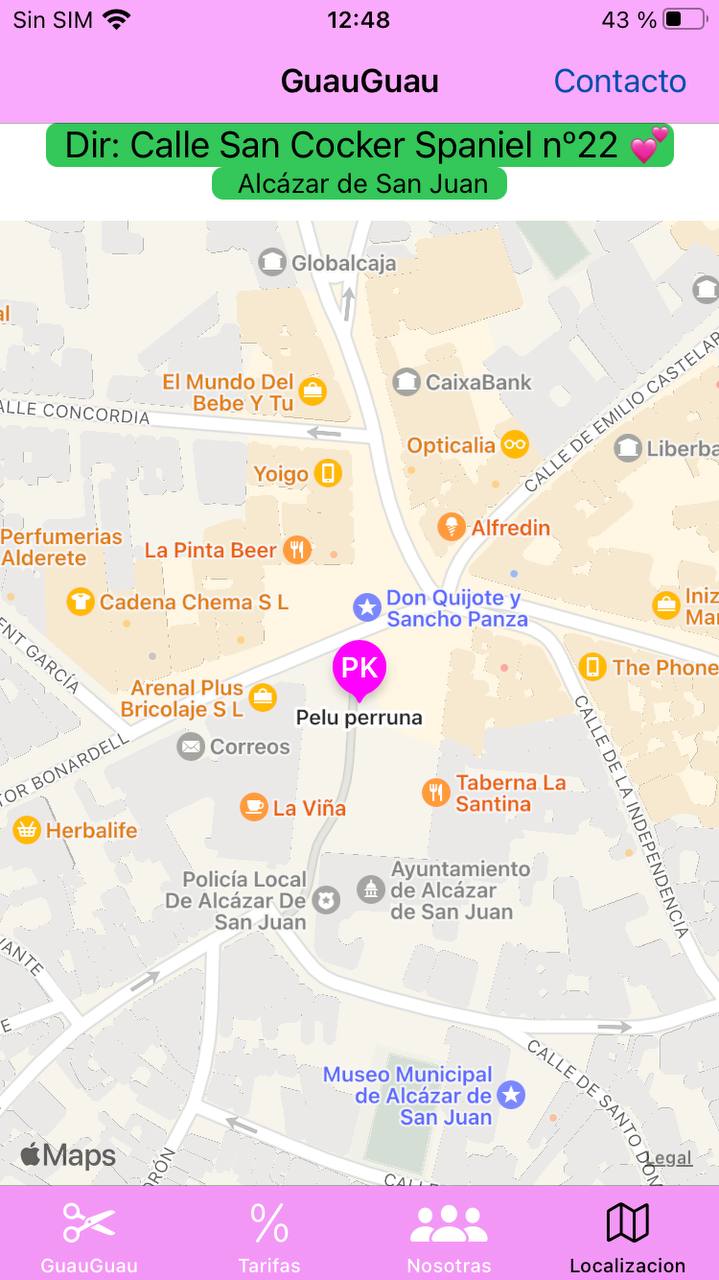 Sin SIM 12:48 43 %
GuauGuau Contacto
Dir: Calle San Cocker Spaniel nº22 💕
Alcázar de San Juan
Globalcaja
al
El Mundo Del
Bebe Y Tu
CaixaBank
CALLE DE EMILIO CASTELAR
ALLE CONCORDIA
Opticalia
Liberba
Yoigo
Alfredin
Perfumerias
Alderete
La Pinta Beer
Cadena Chema S L
Don Quijote y
Sancho Panza
Iniz
Mar
ENT GARCÍA
PK
The Phone
Arenal Plus
Bricolaje S L
Pelu perruna
Correos
TOR BONARDELL
CALLE DE LA INDEPENDENCIA
Taberna La
Santina
La Viña
Herbalife
Ayuntamiento
de Alcázar
de San Juan
Policía Local
De Alcázar De
San Juan
VANTE
E
CALLE DE SANTO DOM
Museo Municipal
de Alcázar de
San Juan
Maps
Legal
DRÓN
CALLE
GuauGuau Tarifas Nosotras Localizacion